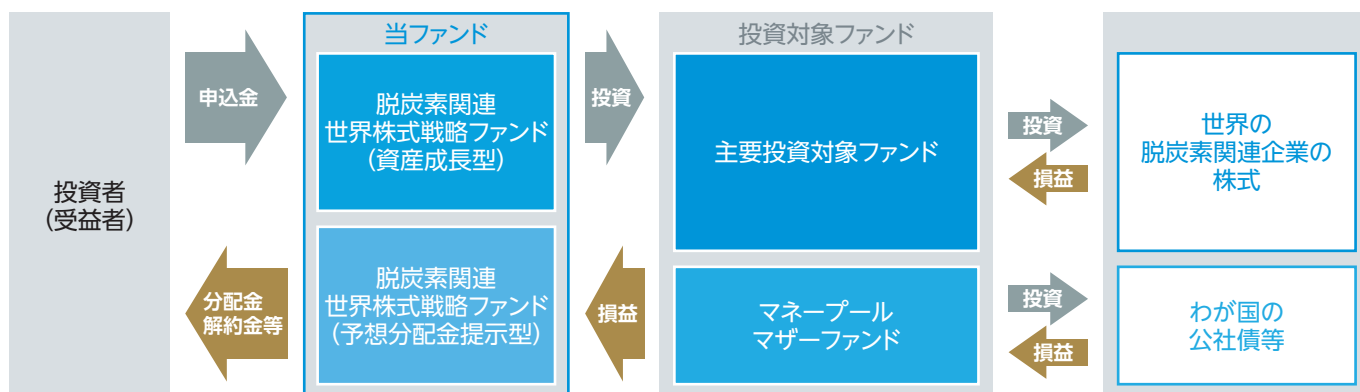 投資者
(受益者)
申込金
分配金
解約金等
当ファンド
脱炭素関連
世界株式戦略ファンド
(資産成長型)
脱炭素関連
世界株式戦略ファンド
(予想分配金提示型)
投資
損益
投資対象ファンド
主要投資対象ファンド
マネープール
マザーファンド
投資
損益
投資
損益
世界の
脱炭素関連企業の
株式
わが国の
公社債等